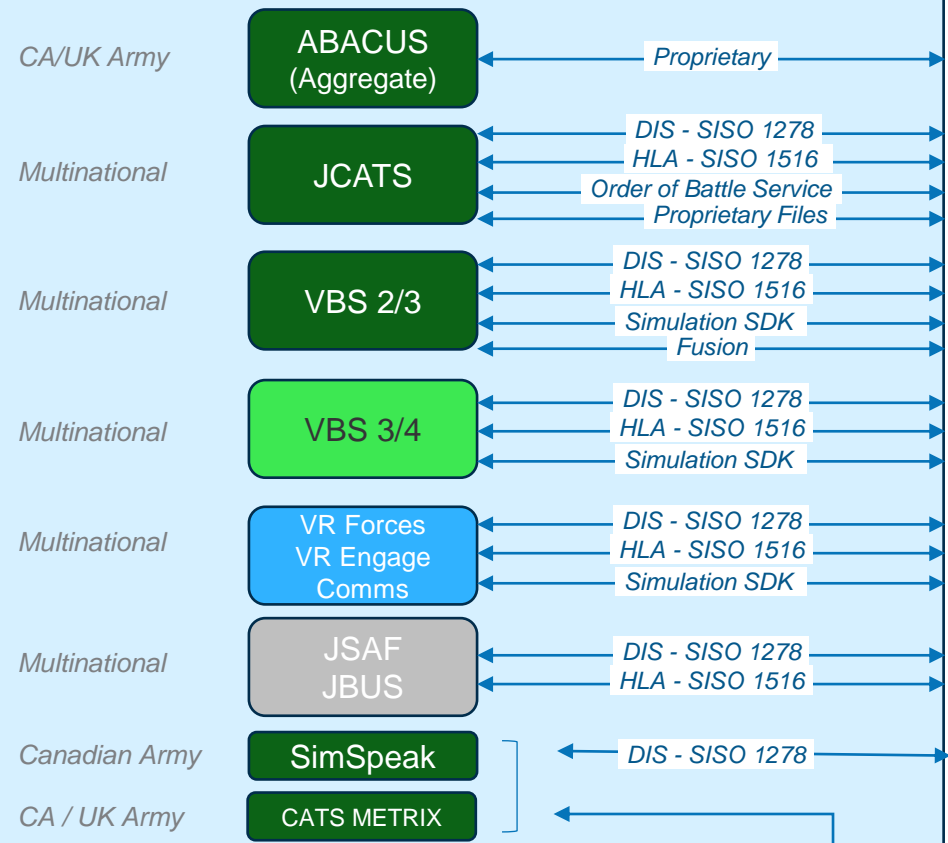 CA/UK Army
ABACUS
(Aggregate)
Proprietary
Multinational
JCATS
DIS - SISO 1278
HLA - SISO 1516
Order of Battle Service
Proprietary Files
Multinational
VBS 2/3
DIS - SISO 1278
HLA - SISO 1516
Simulation SDK
Fusion
Multinational
VBS 3/4
DIS - SISO 1278
HLA - SISO 1516
Simulation SDK
Multinational
VR Forces
VR Engage
Comms
DIS - SISO 1278
HLA - SISO 1516
Simulation SDK
Multinational
JSAF
JBUS
DIS - SISO 1278
HLA - SISO 1516
Canadian Army
SimSpeak
DIS - SISO 1278
CA / UK Army
CATS METRIX